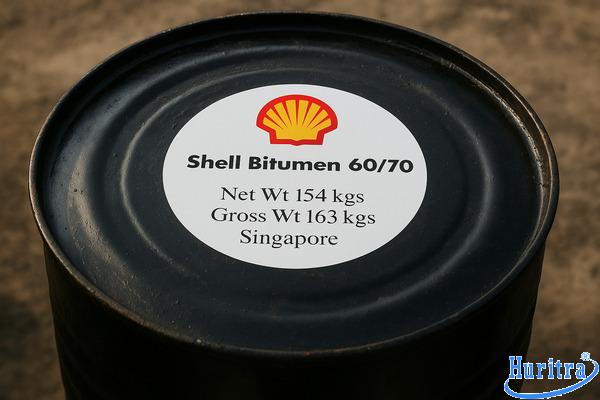 Shell Bitumen 60/70
Net Wt 154 kgs
Gross Wt 163 kgs
Singapore
Huritra®